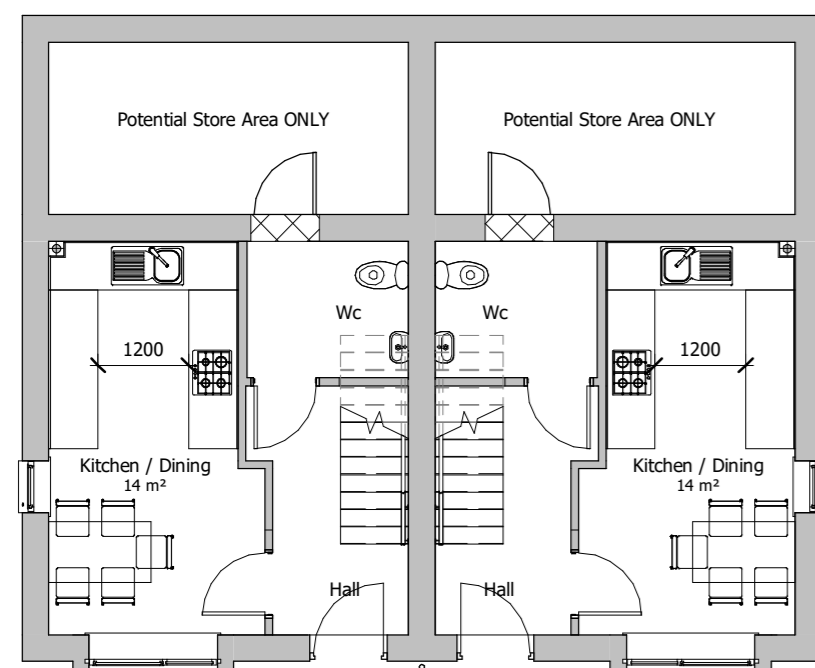 Potential Store Area ONLY
Potential Store Area ONLY
Wc
Wc
1200
1200
Kitchen / Dining
14 m²
Kitchen / Dining
14 m²
Hall
Hall